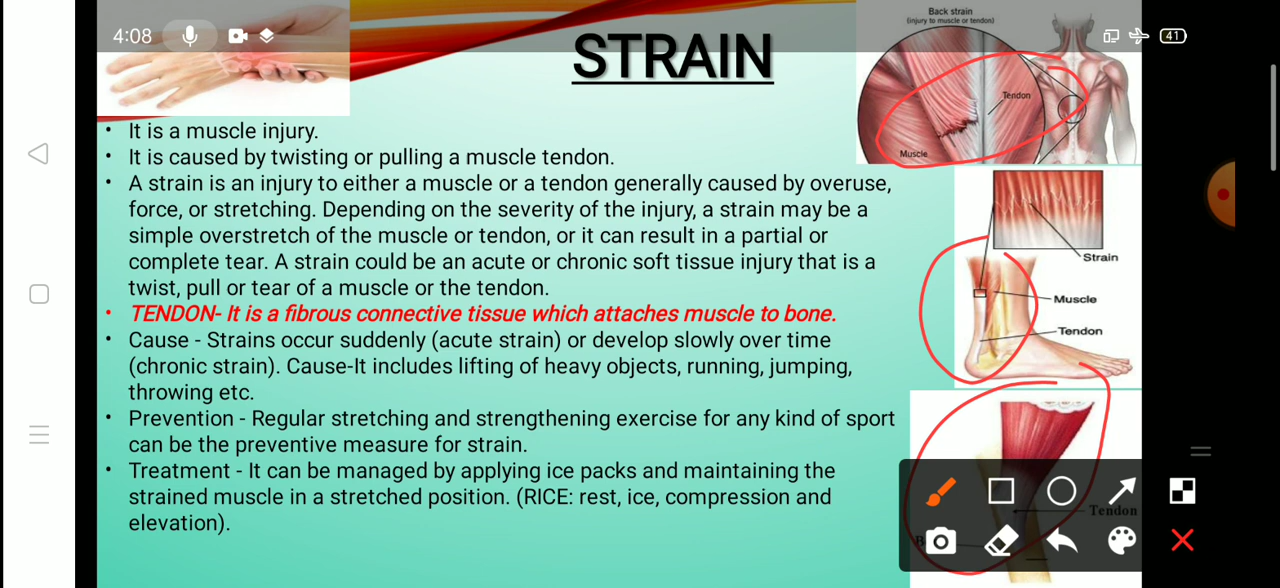 4:08
41
STRAIN
Back strain
(injury to muscle or tendon)
Tendon
Muscle
• It is a muscle injury.
• It is caused by twisting or pulling a muscle tendon.
• A strain is an injury to either a muscle or a tendon generally caused by overuse,
force, or stretching. Depending on the severity of the injury, a strain may be a
simple overstretch of the muscle or tendon, or it can result in a partial or
complete tear. A strain could be an acute or chronic soft tissue injury that is a
twist, pull or tear of a muscle or the tendon.
• TENDON- It is a fibrous connective tissue which attaches muscle to bone.
• Cause - Strains occur suddenly (acute strain) or develop slowly over time
(chronic strain). Cause-It includes lifting of heavy objects, running, jumping,
throwing etc.
• Prevention - Regular stretching and strengthening exercise for any kind of sport
can be the preventive measure for strain.
• Treatment - It can be managed by applying ice packs and maintaining the
strained muscle in a stretched position. (RICE: rest, ice, compression and
elevation).
Strain
Muscle
Tendon
Tendon